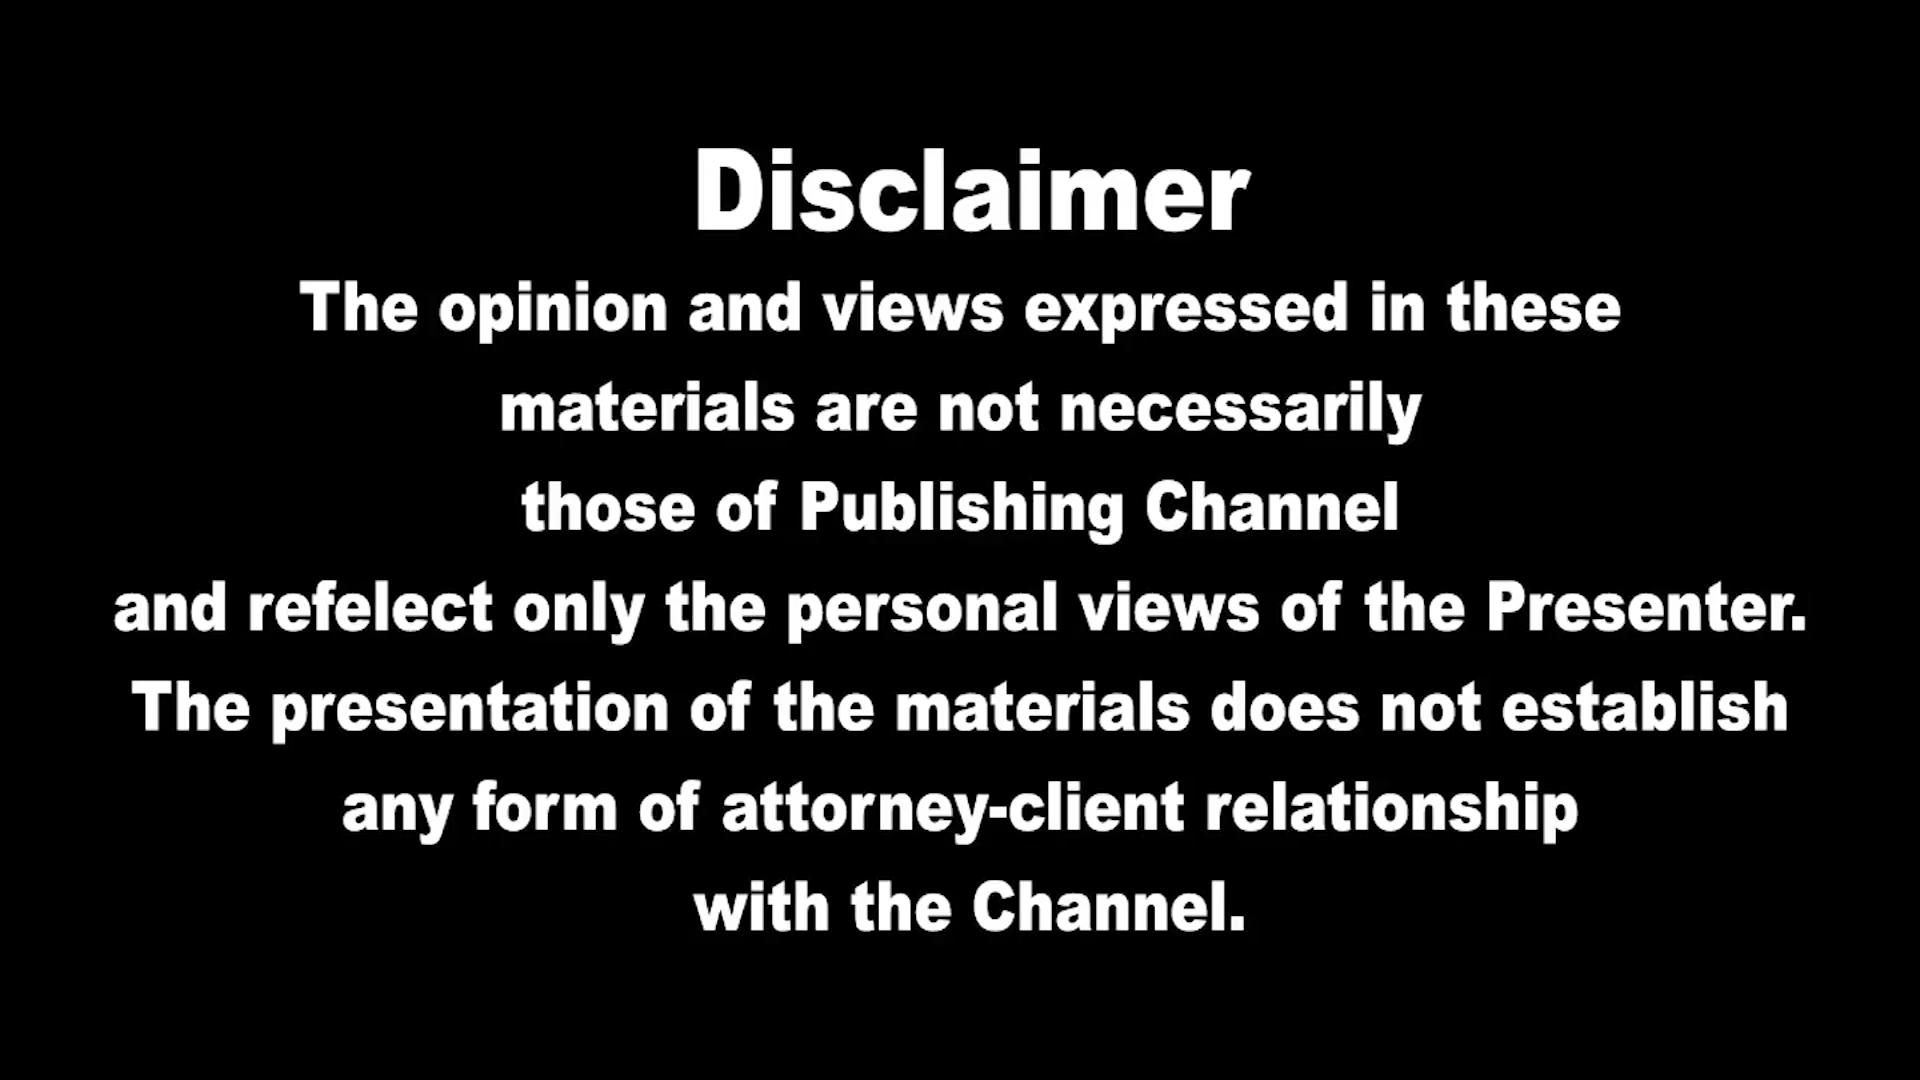 Disclaimer
The opinion and views expressed in these
materials are not necessarily
those of Publishing Channel
and refelect only the personal views of the Presenter.
The presentation of the materials does not establish
any form of attorney-client relationship
with the Channel.